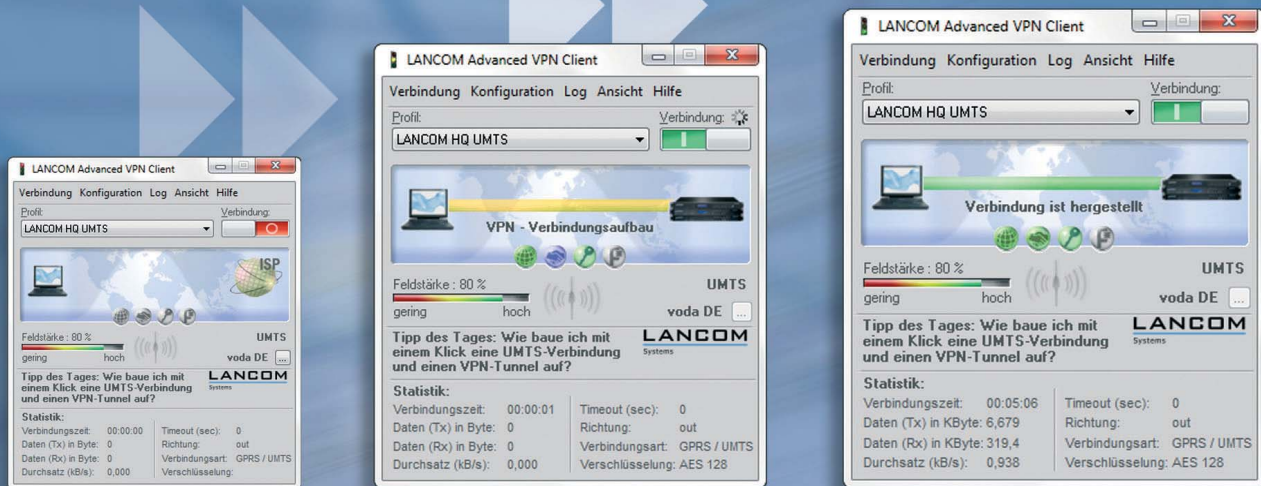 LANCOM Advanced VPN Client
Verbindung Konfiguration Log Ansicht Hilfe
Profil: Verbindung:
LANCOM HQ UMTS
ISP
Feldstärke : 80 % UMTS
gering hoch voda DE ...
Tipp des Tages: Wie baue ich mit
einem Klick eine UMTS-Verbindung
und einen VPN-Tunnel auf?
LANCOM
Systems
Statistik:
Verbindungszeit: 00:00:00 Timeout (sec): 0
Daten (Tx) in Byte: 0 Richtung: out
Daten (Rx) in Byte: 0 Verbindungsart: GPRS / UMTS
Durchsatz (kB/s): 0,000 Verschlüsselung:
LANCOM Advanced VPN Client
Verbindung Konfiguration Log Ansicht Hilfe
Profil: Verbindung:
LANCOM HQ UMTS
VPN - Verbindungsaufbau
Feldstärke : 80 % UMTS
gering hoch voda DE ...
Tipp des Tages: Wie baue ich mit
einem Klick eine UMTS-Verbindung
und einen VPN-Tunnel auf?
LANCOM
Systems
Statistik:
Verbindungszeit: 00:00:01 Timeout (sec): 0
Daten (Tx) in Byte: 0 Richtung: out
Daten (Rx) in Byte: 0 Verbindungsart: GPRS / UMTS
Durchsatz (kB/s): 0,000 Verschlüsselung: AES 128
LANCOM Advanced VPN Client
Verbindung Konfiguration Log Ansicht Hilfe
Profil: Verbindung:
LANCOM HQ UMTS
Verbindung ist hergestellt
Feldstärke : 80 % UMTS
gering hoch voda DE ...
Tipp des Tages: Wie baue ich mit
einem Klick eine UMTS-Verbindung
und einen VPN-Tunnel auf?
LANCOM
Systems
Statistik:
Verbindungszeit: 00:05:06 Timeout (sec): 0
Daten (Tx) in KByte: 6,679 Richtung: out
Daten (Rx) in KByte: 319,4 Verbindungsart: GPRS / UMTS
Durchsatz (kB/s): 0,938 Verschlüsselung: AES 128